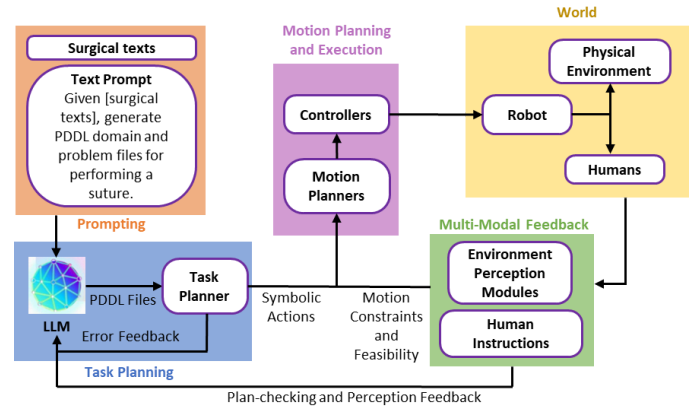 Surgical texts
Text Prompt
Given [surgical
texts], generate
PDDL domain and
problem files for
performing a
suture.
Prompting
Motion Planning
and Execution
Controllers
Motion
Planners
World
Physical
Environment
Robot
Humans
Multi-Modal Feedback
Environment
Perception
Modules
Human
Instructions
LLM
PDDL Files
Task
Planner
Error Feedback
Task Planning
Symbolic
Actions
Motion
Constraints
and
Feasibility
Plan-checking and Perception Feedback